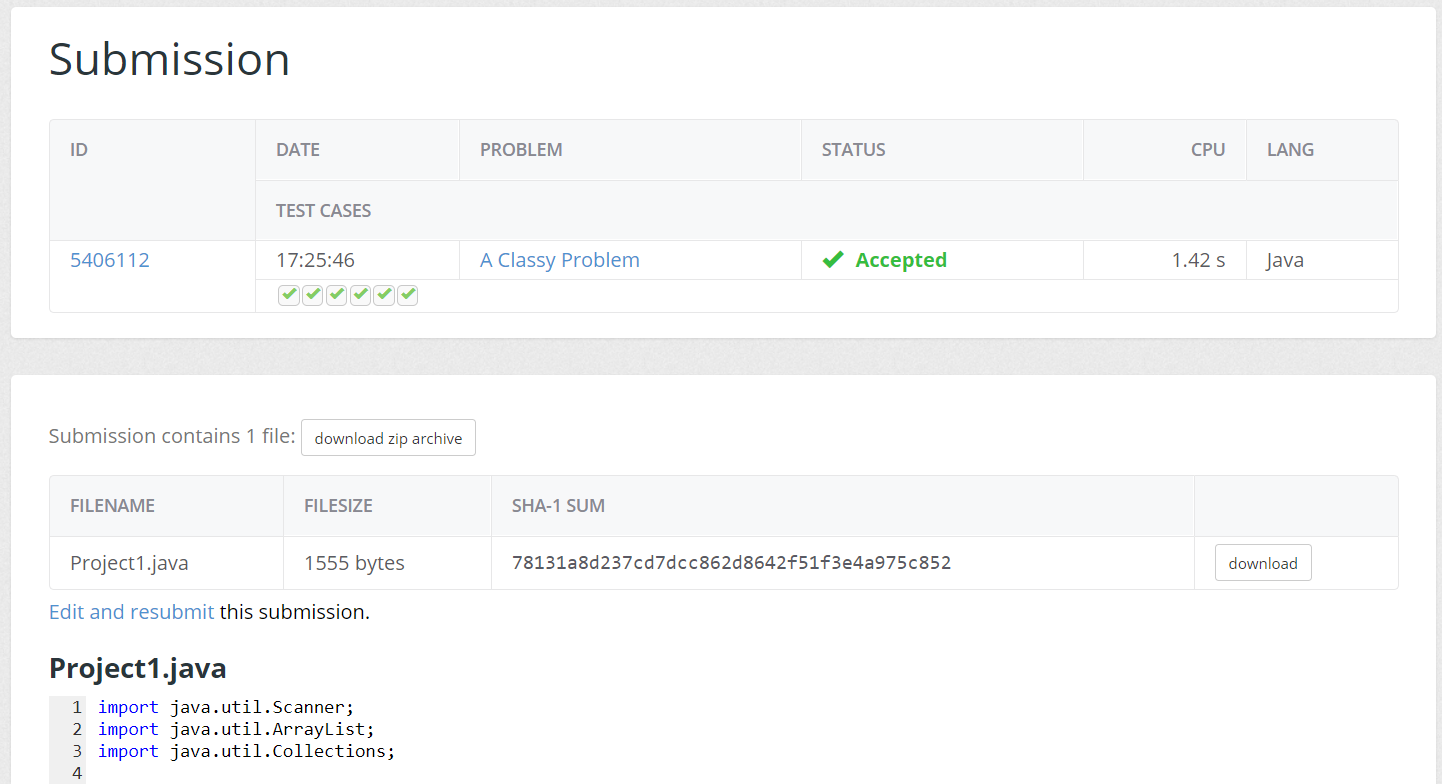 Submission
ID DATE PROBLEM STATUS CPU LANG
TEST CASES
5406112 17:25:46 A Classy Problem Accepted 1.42 s Java
Submission contains 1 file: download zip archive
FILENAME FILESIZE SHA-1 SUM
Project1.java 1555 bytes 78131a8d237cd7dcc862d8642f51f3e4a975c852 download
Edit and resubmit this submission.
Project1.java
1 import java.util.Scanner;
2 import java.util.ArrayList;
3 import java.util.Collections;
4